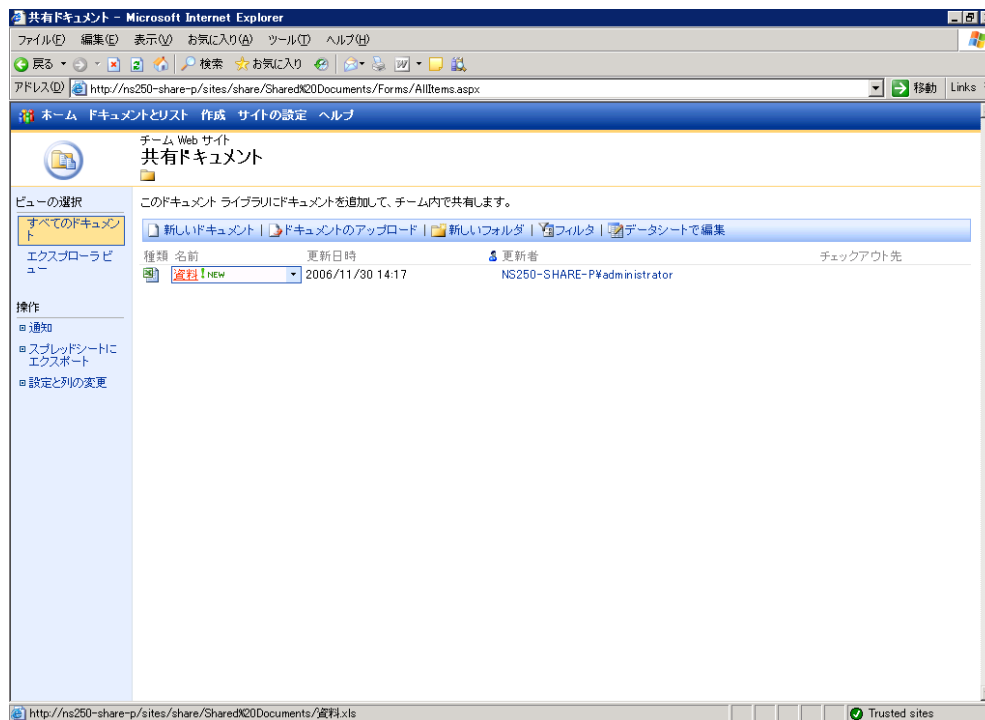 共有ドキュメント - Microsoft Internet Explorer
ファイル(F) 編集(E) 表示(V) お気に入り(A) ツール(T) ヘルプ(H)
戻る 検索 お気に入り
アドレス(D) http://ns250-share-p/sites/share/Shared%20Documents/Forms/AllItems.aspx 移動 Links
ホーム ドキュメントとリスト 作成 サイトの設定 ヘルプ
チーム Web サイト
共有ドキュメント
ビューの選択
すべてのドキュメン
ト
エクスプローラ ビ
ュー
操作
通知
スプレッドシートに
エクスポート
設定と列の変更
このドキュメント ライブラリにドキュメントを追加して、チーム内で共有します。
新しいドキュメント | ドキュメントのアップロード | 新しいフォルダ | フィルタ | データシートで編集
種類 名前 更新日時 更新者 チェックアウト先
資料 ! NEW 2006/11/30 14:17 NS250-SHARE-P¥administrator
http://ns250-share-p/sites/share/Shared%20Documents/資料.xls Trusted sites